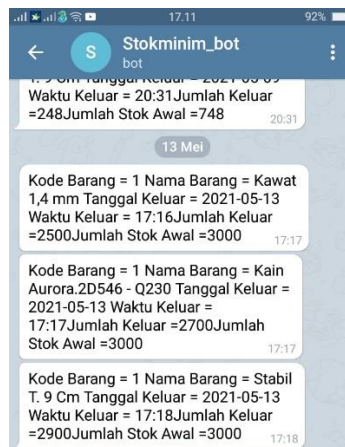 17.11
92%
S
Stokminim_bot
bot
Waktu Keluar = 20:31Jumlah Keluar
=248Jumlah Stok Awal =748
20:31
13 Mei
Kode Barang = 1 Nama Barang = Kawat
1,4 mm Tanggal Keluar = 2021-05-13
Waktu Keluar = 17:16Jumlah Keluar
=2500Jumlah Stok Awal =3000
17:17
Kode Barang = 1 Nama Barang = Kain
Aurora.2D546 - Q230 Tanggal Keluar =
2021-05-13 Waktu Keluar =
17:17Jumlah Keluar =2700Jumlah
Stok Awal =3000
17:17
Kode Barang = 1 Nama Barang = Stabil
T. 9 Cm Tanggal Keluar = 2021-05-13
Waktu Keluar = 17:18Jumlah Keluar
=2900Jumlah Stok Awal =3000
17:18